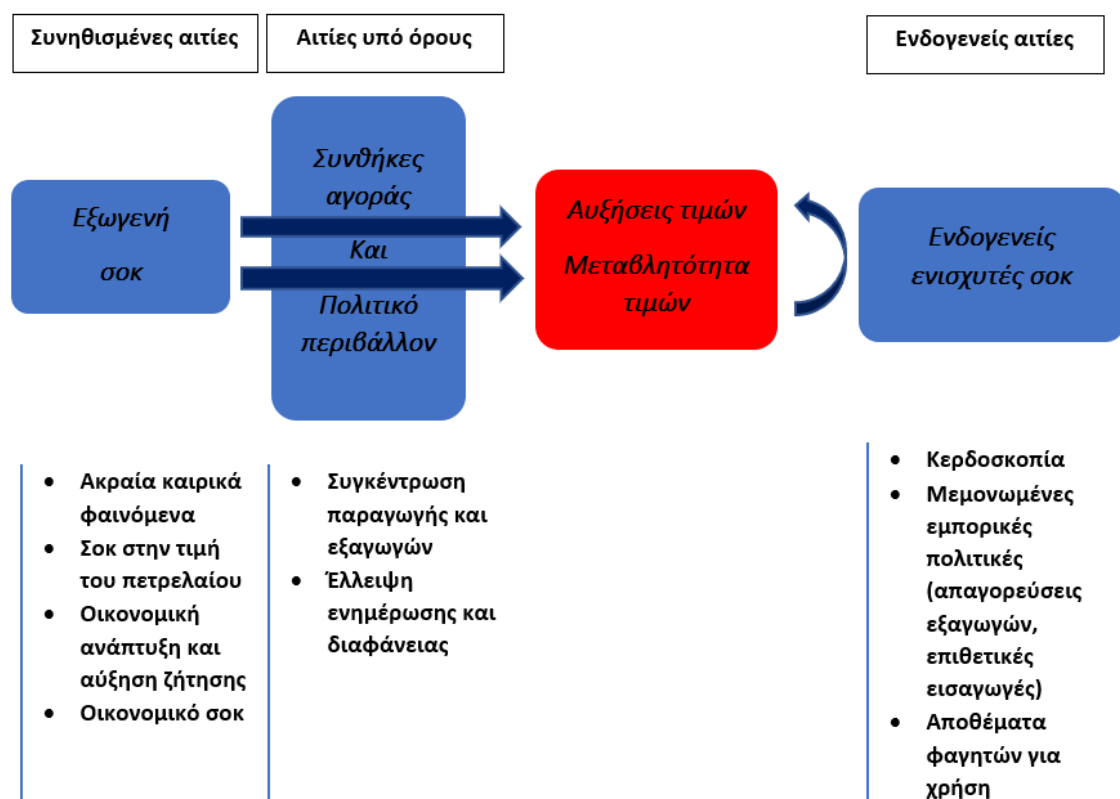 Συνηθισμένες αιτίες
Αιτίες υπό όρους
Ενδογενείς αιτίες
Εξωγενή
σοκ
Συνθήκες
αγοράς
Και
Πολιτικό
περιβάλλον
Αυξήσεις τιμών
Μεταβλητότητα
τιμών
Ενδογενείς
ενισχυτές σοκ
• Ακραία καιρικά
φαινόμενα
• Σοκ στην τιμή
του πετρελαίου
• Οικονομική
ανάπτυξη και
αύξηση ζήτησης
• Οικονομικό σοκ
• Συγκέντρωση
παραγωγής και
εξαγωγών
• Έλλειψη
ενημέρωσης και
διαφάνειας
• Κερδοσκοπία
• Μεμονωμένες
εμπορικές
πολιτικές
(απαγορεύσεις
εξαγωγών,
επιθετικές
εισαγωγές)
• Αποθέματα
φαγητών για
χρήση